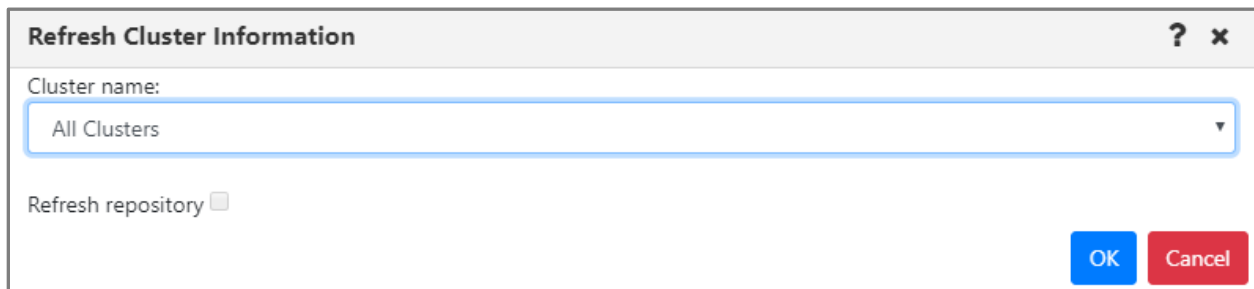 Refresh Cluster Information ? ×
Cluster name:
All Clusters
Refresh repository
OK Cancel